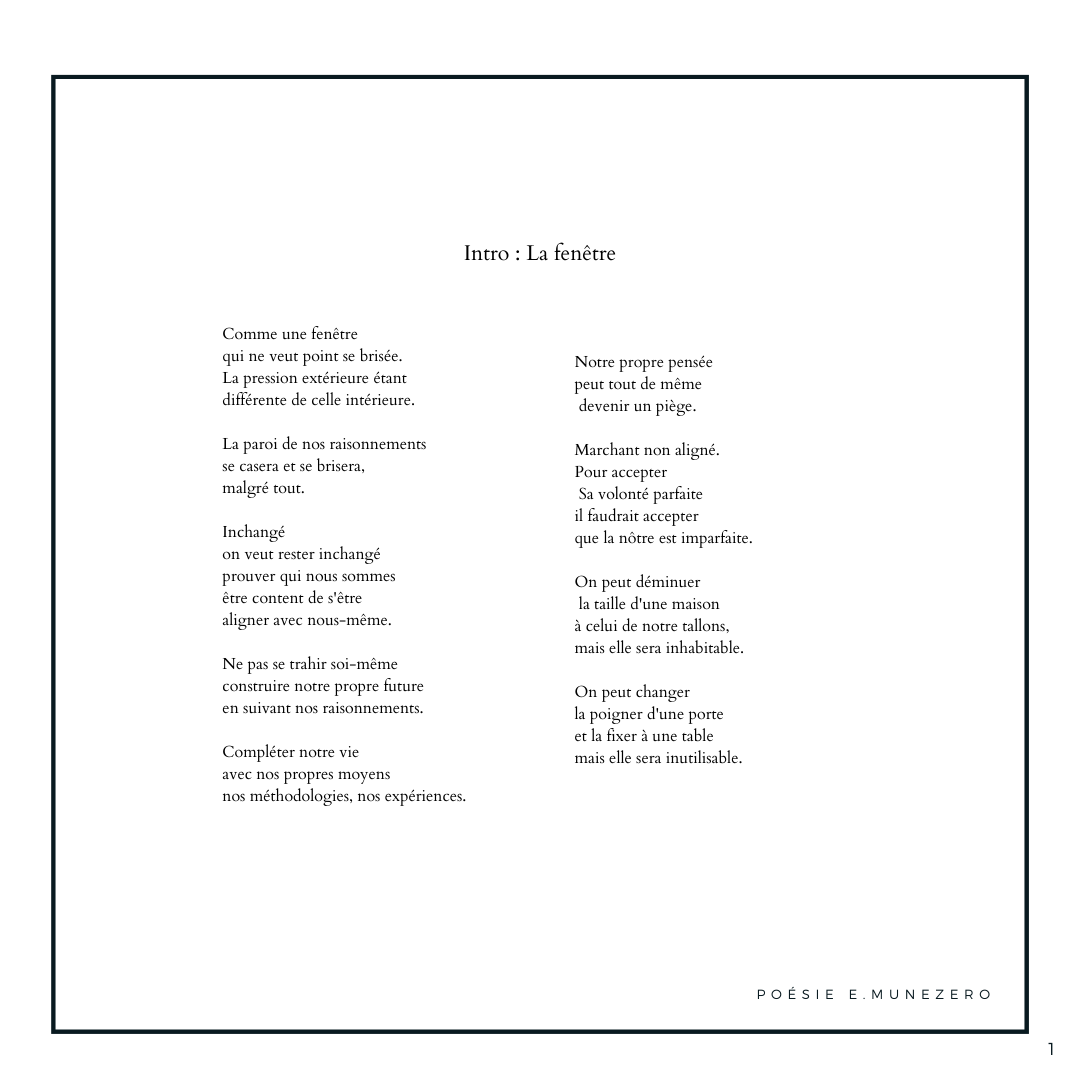 Intro : La fenêtre
Comme une fenêtre
qui ne veut point se brisée.
La pression extérieure étant
différente de celle intérieure.
La paroi de nos raisonnements
se casera et se brisera,
malgré tout.
Inchangé
on veut rester inchangé
prouver qui nous sommes
être content de s'être
aligner avec nous-même.
Ne pas se trahir soi-même
construire notre propre future
en suivant nos raisonnements.
Compléter notre vie
avec nos propres moyens
nos méthodologies, nos expériences.
Notre propre pensée
peut tout de même
devenir un piège.
Marchant non aligné.
Pour accepter
Sa volonté parfaite
il faudrait accepter
que la nôtre est imparfaite.
On peut déminuer
la taille d'une maison
à celui de notre tallons,
mais elle sera inhabitable.
On peut changer
la poigner d'une porte
et la fixer à une table
mais elle sera inutilisable.
POÉSIE E.MUNEZERO
1